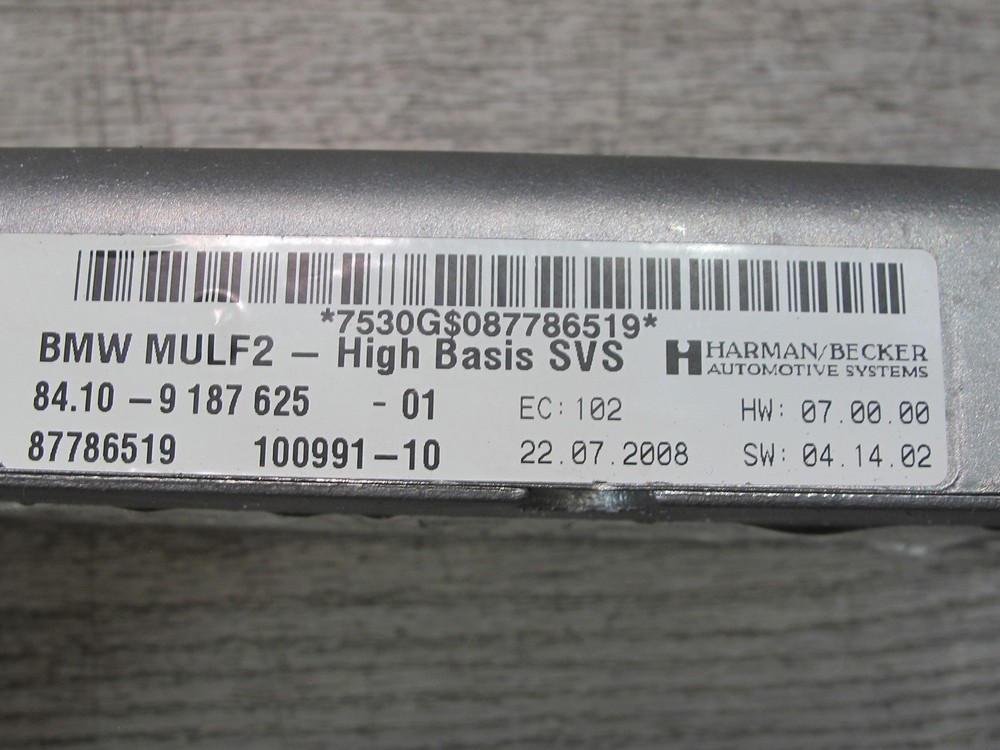 *7530G$087786519*
BMW MULF2 – High Basis SVS
HARMAN/BECKER
AUTOMOTIVE SYSTEMS
84.10 –9 187 625 - 01 EC: 102 HW: 07.00.00
87786519 100991–10 22.07.2008 SW: 04.14.02